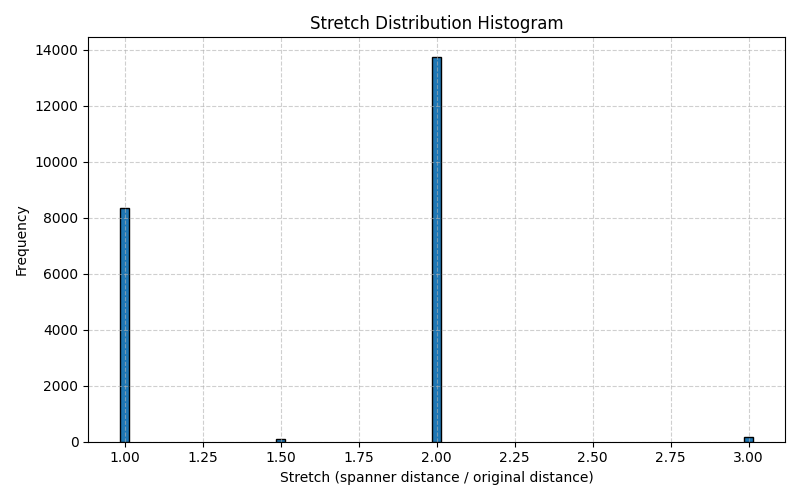 Stretch Distribution Histogram
Frequency
14000
12000
10000
8000
6000
4000
2000
0
1.00 1.25 1.50 1.75 2.00 2.25 2.50 2.75 3.00
Stretch (spanner distance / original distance)